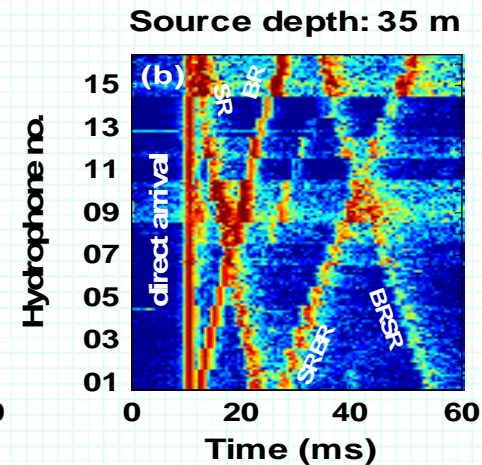 Source depth: 35 m
(b)
SR
BR
15
13
11
09
07
05
03
01
Hydrophone no.
direct arrival
SRBR
BRSR
0
0
20
40
60
Time (ms)